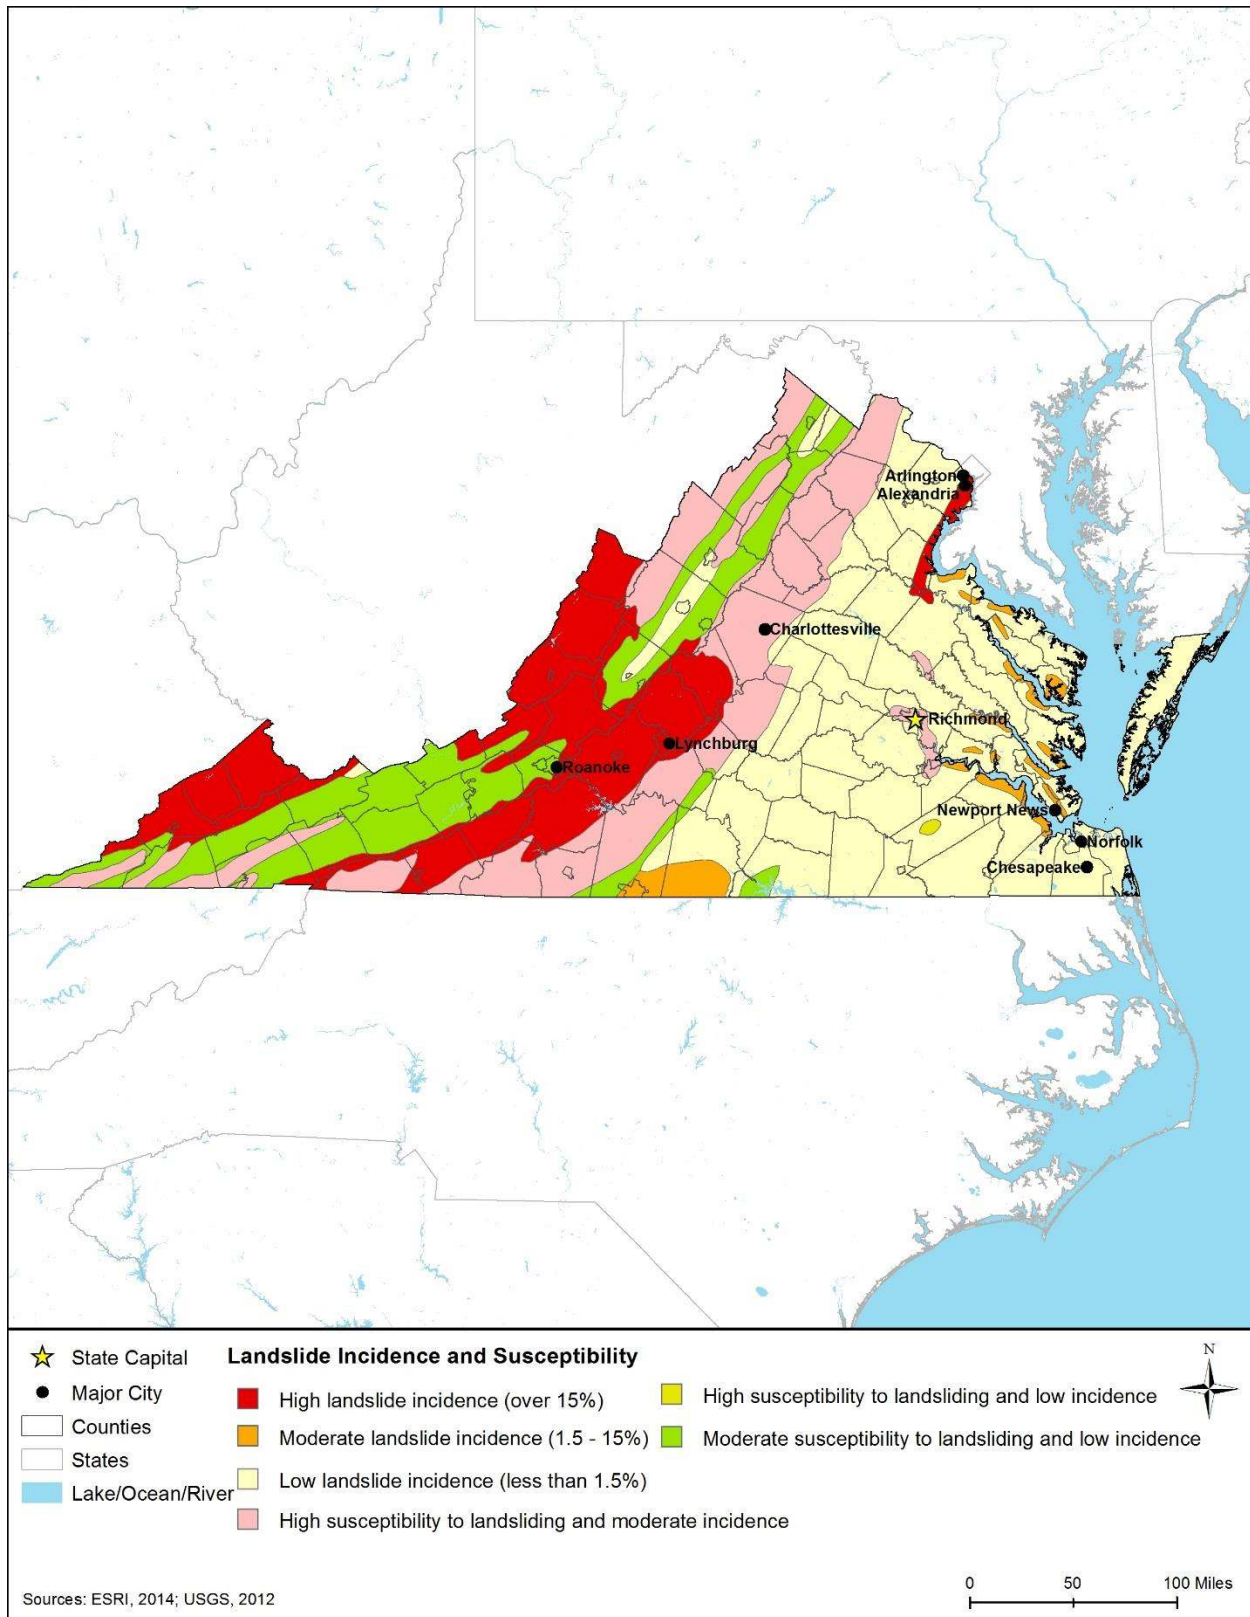 Arlington
Alexandria
Charlottesville
Richmond
Lynchburg
Roanoke
Newport News
Norfolk
Chesapeake
State Capital
Major City
Counties
States
Lake/Ocean/River
Landslide Incidence and Susceptibility
High landslide incidence (over 15%)
Moderate landslide incidence (1.5 - 15%)
Low landslide incidence (less than 1.5%)
High susceptibility to landsliding and moderate incidence
High susceptibility to landsliding and low incidence
Moderate susceptibility to landsliding and low incidence
N
Sources: ESRI, 2014; USGS, 2012
0 50 100 Miles